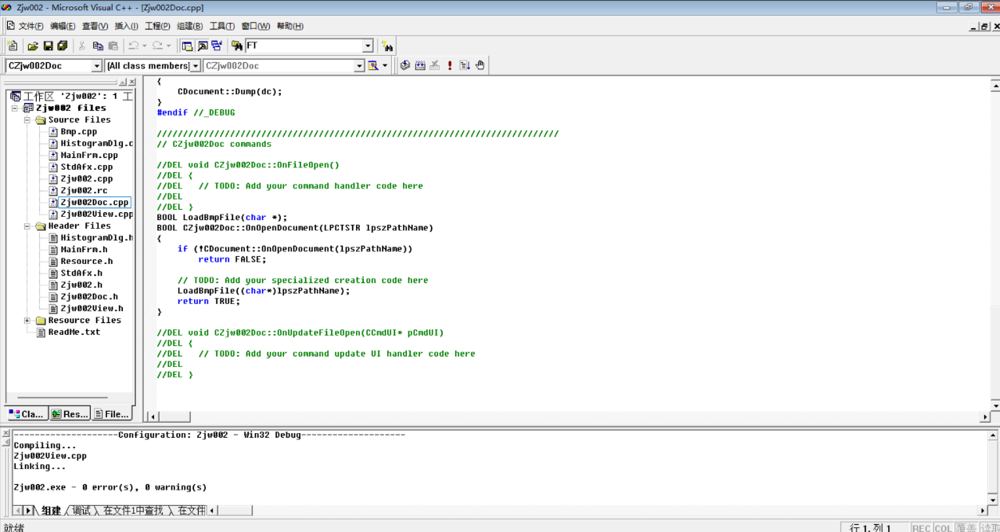 Zjw002 - Microsoft Visual C++ - [Zjw002Doc.cpp]
文件(F) 编辑(E) 查看(V) 插入(I) 工程(P) 组建(B) 工具(T) 窗口(W) 帮助(H)
FT
CZjw002Doc [All class members] CZjw002Doc
工作区 'Zjw002': 1 工
Zjw002 files
Source Files
Bmp.cpp
HistogramDlg.c
MainFrm.cpp
StdAfx.cpp
Zjw002.cpp
Zjw002.rc
Zjw002Doc.cpp
Zjw002View.cpp
Header Files
HistogramDlg.h
MainFrm.h
Resource.h
StdAfx.h
Zjw002.h
Zjw002Doc.h
Zjw002View.h
Resource Files
ReadMe.txt
Cla... Res... File...
{
CDocument::Dump(dc);
}
#endif //_DEBUG
/////////////////////////////////////////////////////////////////////////////
// CZjw002Doc commands
//DEL void CZjw002Doc::OnFileOpen()
//DEL {
//DEL // TODO: Add your command handler code here
//DEL
//DEL }
BOOL LoadBmpFile(char *);
BOOL CZjw002Doc::OnOpenDocument(LPCTSTR lpszPathName)
{
if (!CDocument::OnOpenDocument(lpszPathName))
return FALSE;
// TODO: Add your specialized creation code here
LoadBmpFile((char*)lpszPathName);
return TRUE;
}
//DEL void CZjw002Doc::OnUpdateFileOpen(CCmdUI* pCmdUI)
//DEL {
//DEL // TODO: Add your command update UI handler code here
//DEL
//DEL }
--------------------Configuration: Zjw002 - Win32 Debug--------------------
Compiling...
Zjw002View.cpp
Linking...
Zjw002.exe - 0 error(s), 0 warning(s)
组建 调试 在文件1中查找 在文件
就绪 行 1, 列 1 REC COL 覆盖 读取